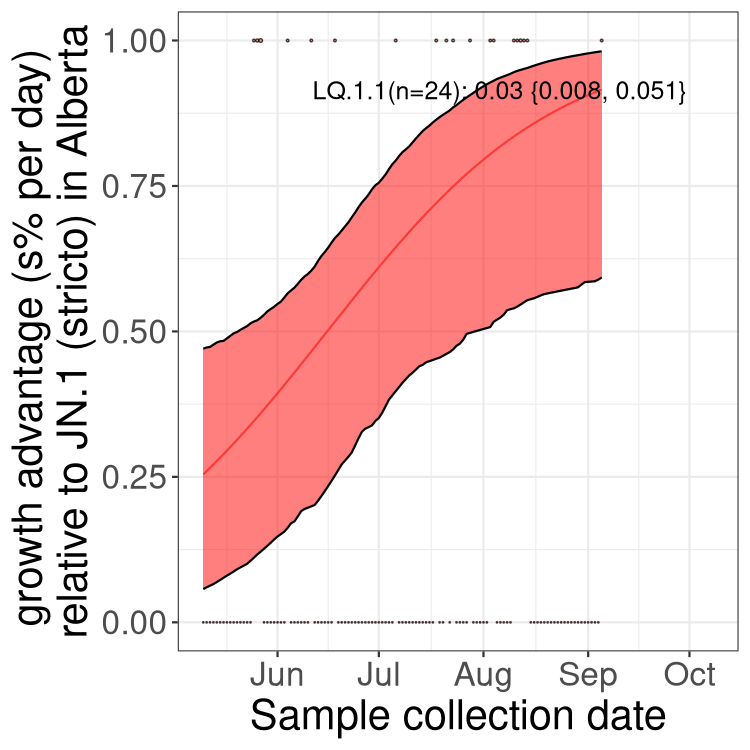 growth advantage (s% per day)
relative to JN.1 (stricto) in Alberta
1.00
0.75
0.50
0.25
0.00
LQ.1.1(n=24): 0.03 {0.008, 0.051}
Jun Jul Aug Sep Oct
Sample collection date